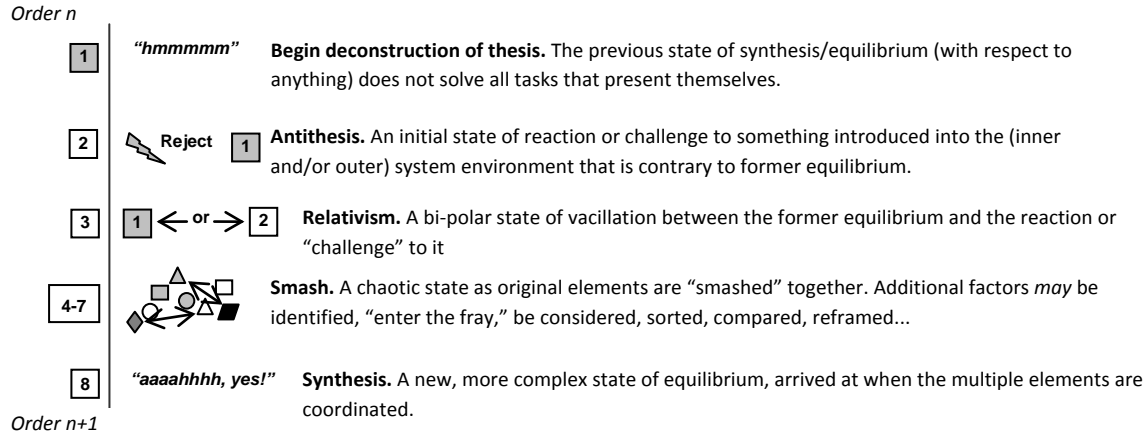 Order n
1 “hmmmmm” Begin deconstruction of thesis. The previous state of synthesis/equilibrium (with respect to
anything) does not solve all tasks that present themselves.
2 Reject 1 Antithesis. An initial state of reaction or challenge to something introduced into the (inner
and/or outer) system environment that is contrary to former equilibrium.
3 1 or 2 Relativism. A bi-polar state of vacillation between the former equilibrium and the reaction or
“challenge” to it
4-7 Smash. A chaotic state as original elements are “smashed” together. Additional factors may be
identified, “enter the fray,” be considered, sorted, compared, reframed...
8 “aaaahhhh, yes!” Synthesis. A new, more complex state of equilibrium, arrived at when the multiple elements are
coordinated.
Order n+1